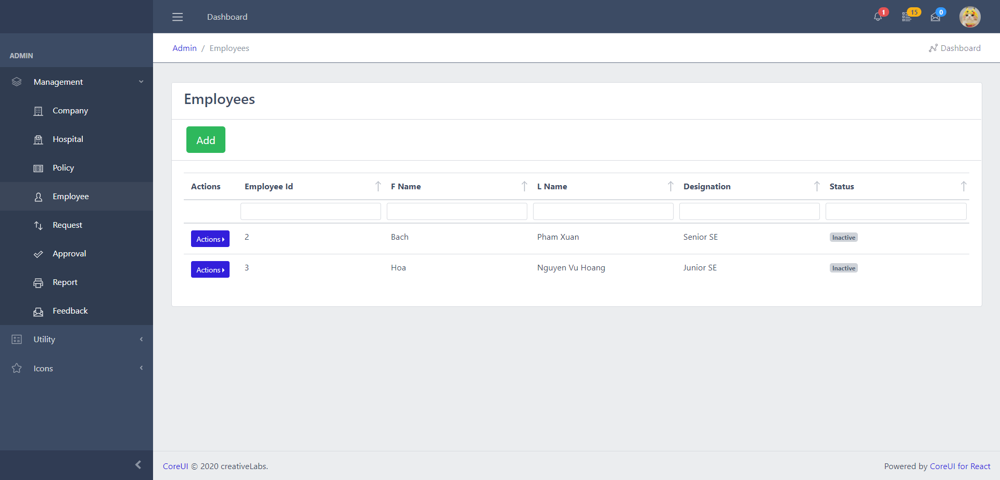 Dashboard
1
15
0
Admin / Employees
Dashboard
ADMIN
Management
Company
Hospital
Policy
Employee
Request
Approval
Report
Feedback
Utility
Icons
Employees
Add
Actions Employee Id F Name L Name Designation Status
Actions 2 Bach Pham Xuan Senior SE Inactive
Actions 3 Hoa Nguyen Vu Hoang Junior SE Inactive
CoreUI © 2020 creativeLabs.
Powered by CoreUI for React